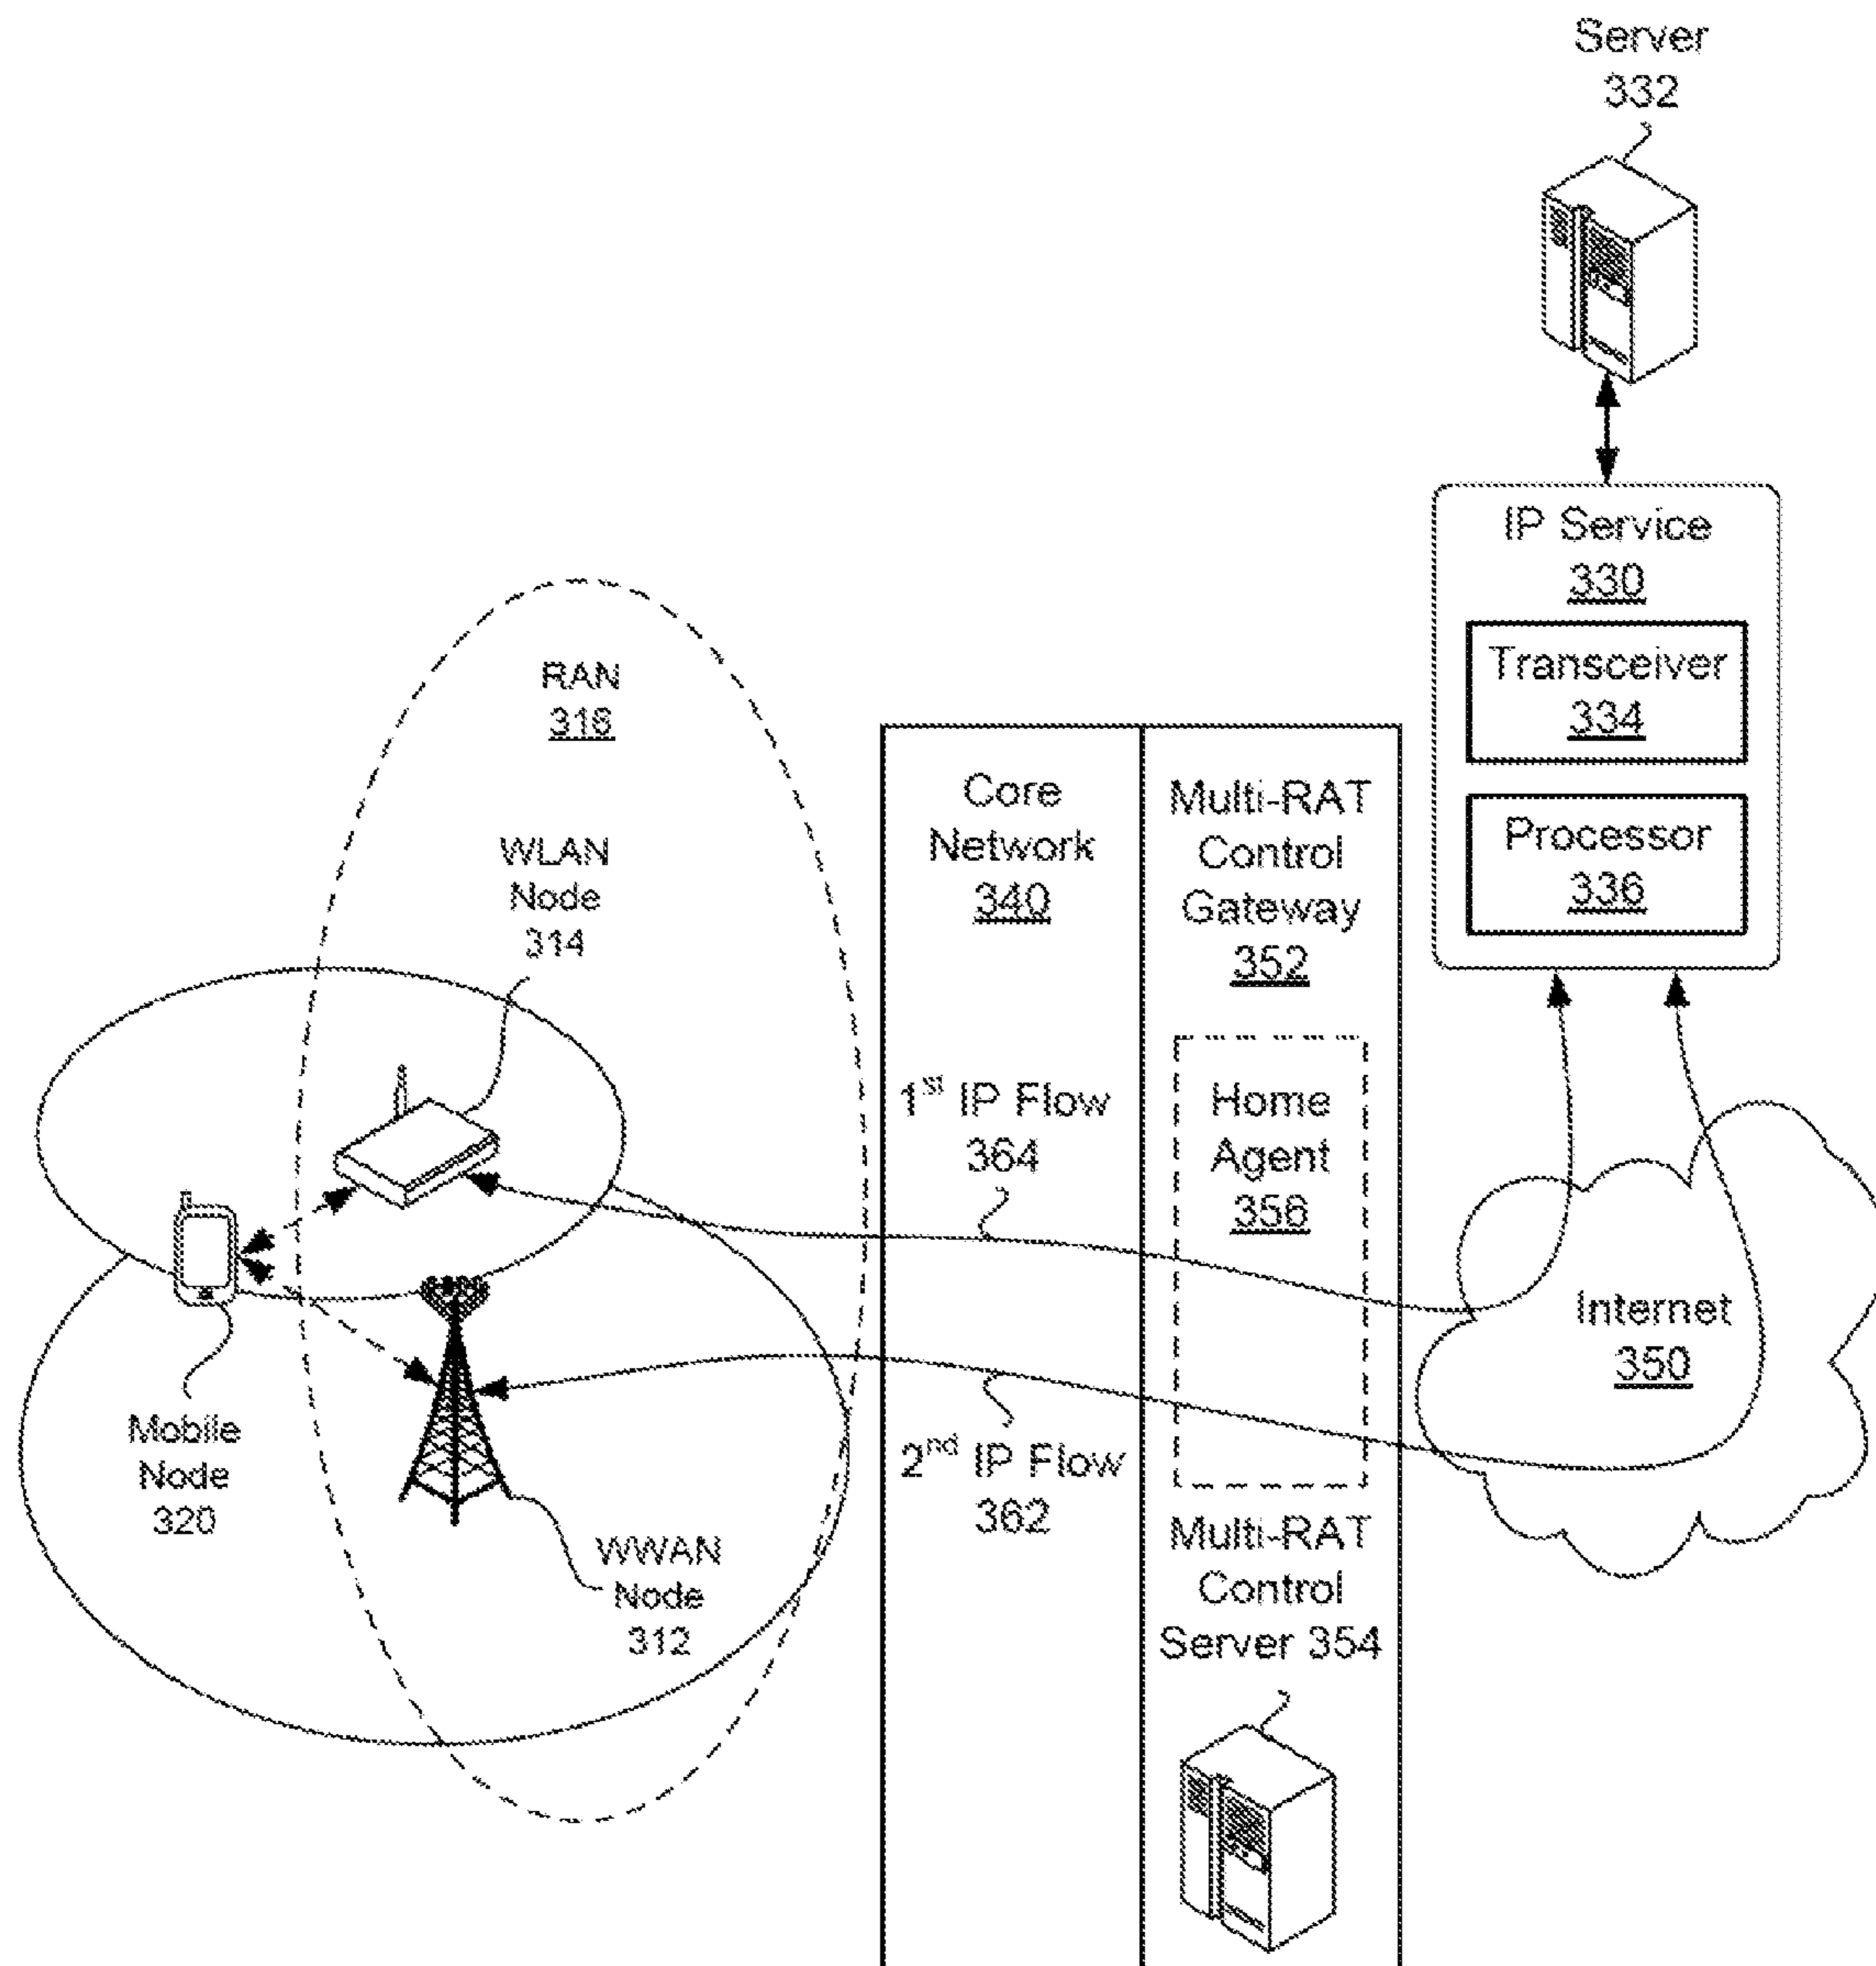 Server
332
IP Service
330
Transceiver
334
Processor
336
RAN
316
WLAN
Node
314
Core
Network
340
Multi-RAT
Control
Gateway
352
1st IP Flow
364
Home
Agent
356
Internet
350
Mobile
Node
320
2nd IP Flow
362
WWAN
Node
312
Multi-RAT
Control
Server 354